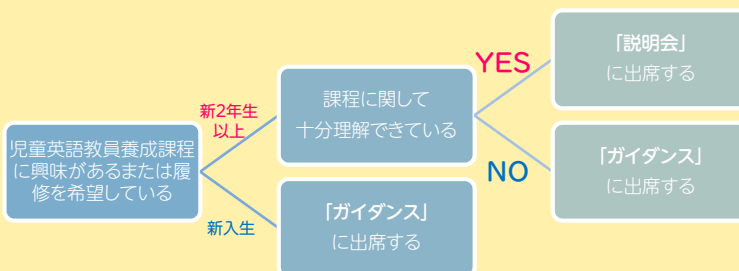 児童英語教員養成課程
に興味があるまたは履
修を希望している
新2年生
以上
新入生
課程に関して
十分理解できている
「ガイダンス」
に出席する
YES
NO
「説明会」
に出席する
「ガイダンス」
に出席する